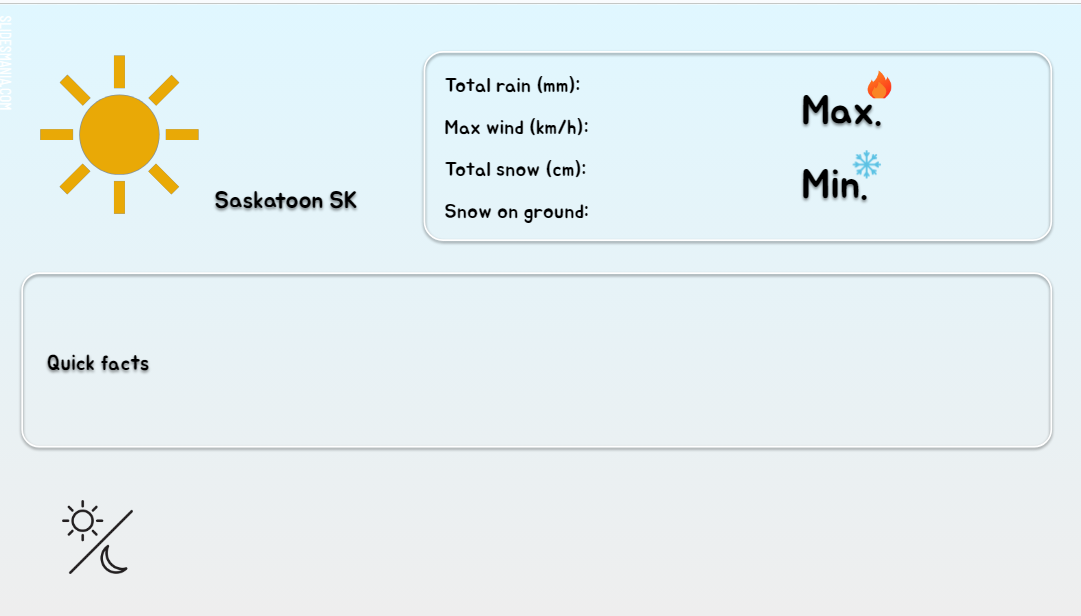 SLIDESMANIA.COM
Saskatoon SK
Total rain (mm):
Max wind (km/h):
Total snow (cm):
Snow on ground:
Max.
Min.
Quick facts